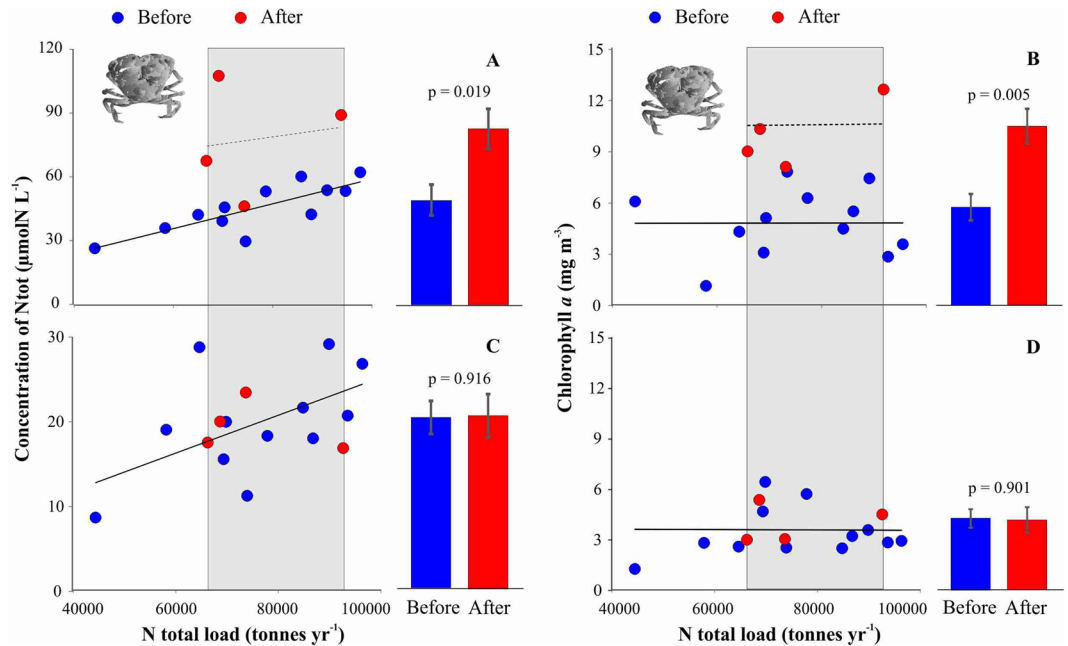 Before After
Before After
120
90
60
30
0
A
p = 0.019
15
12
9
6
3
0
B
p = 0.005
Concentration of Ntot (µmolN L⁻¹)
Chlorophyll a (mg m⁻³)
30
20
10
0
C
p = 0.916
15
12
9
6
3
0
D
p = 0.901
40000 60000 80000 100000 Before After
40000 60000 80000 100000 Before After
N total load (tonnes yr⁻¹)
N total load (tonnes yr⁻¹)